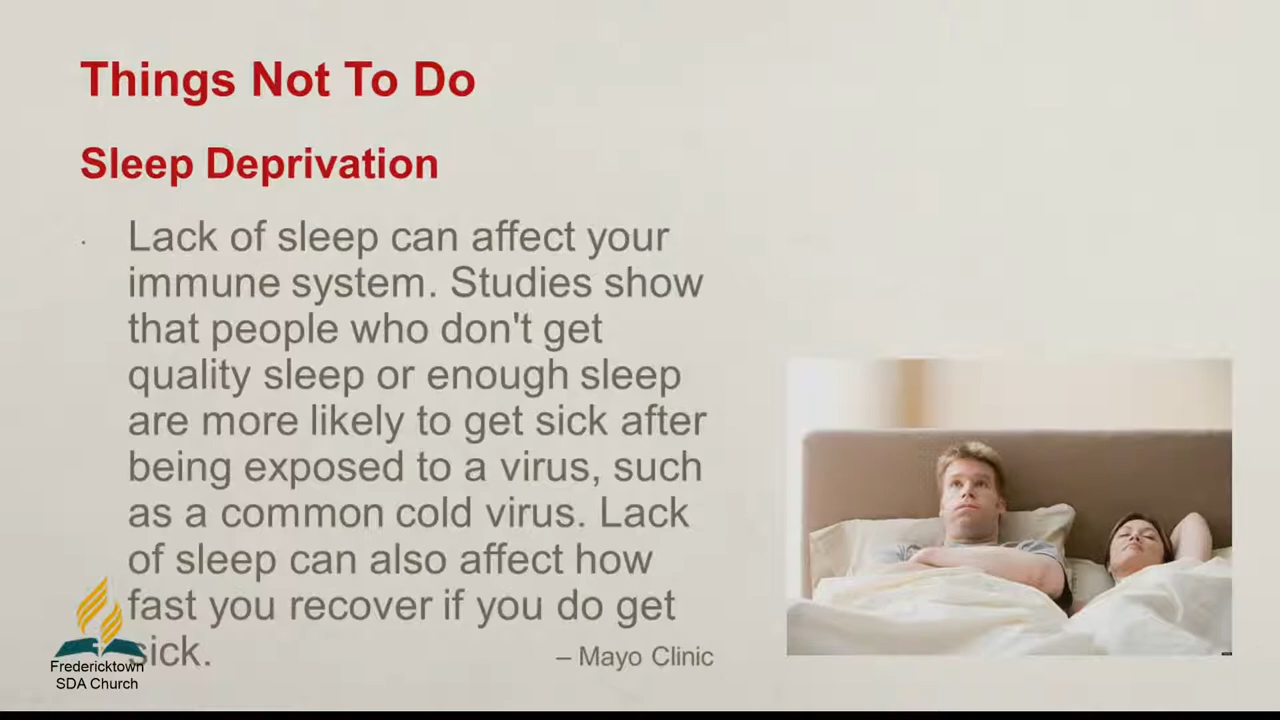 Things Not To Do
Sleep Deprivation
· Lack of sleep can affect your
immune system. Studies show
that people who don't get
quality sleep or enough sleep
are more likely to get sick after
being exposed to a virus, such
as a common cold virus. Lack
of sleep can also affect how
fast you recover if you do get
sick.
– Mayo Clinic
Fredericktown
SDA Church